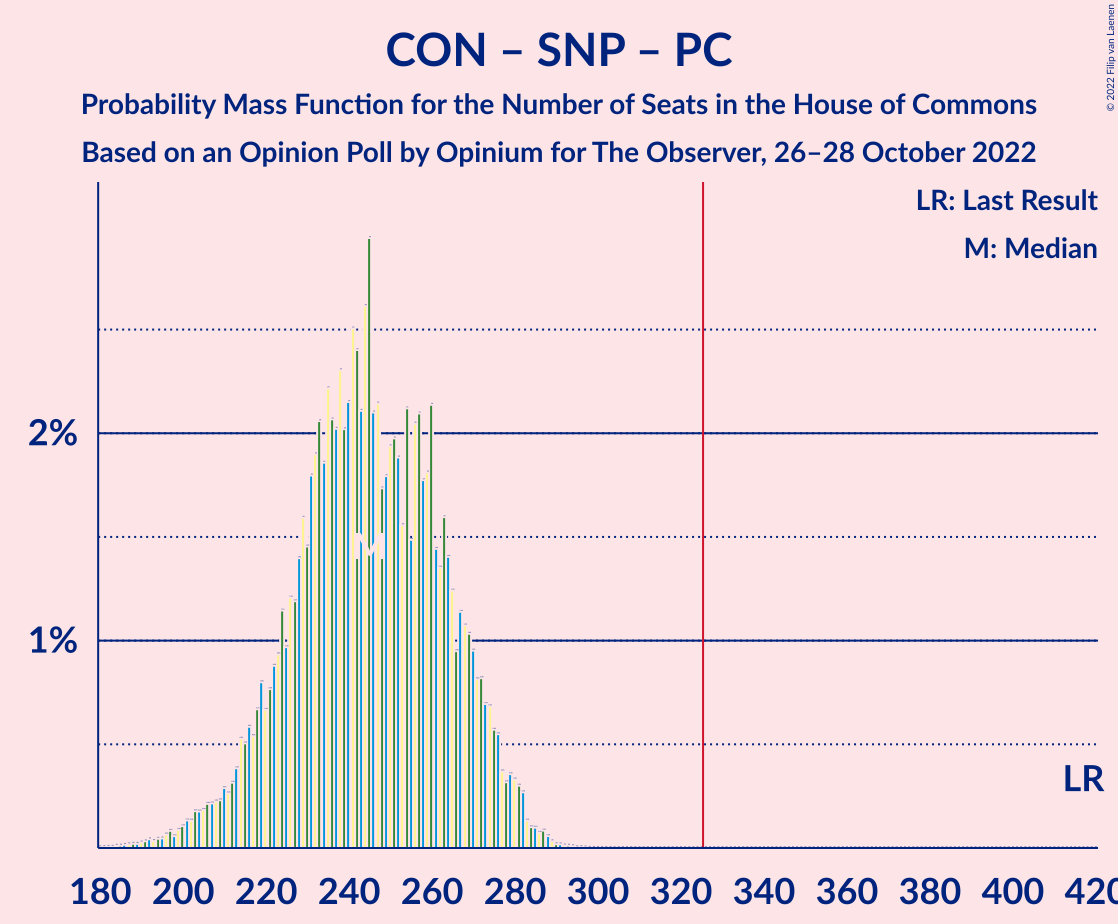 CON – SNP – PC
Probability Mass Function for the Number of Seats in the House of Commons
Based on an Opinion Poll by Opinium for The Observer, 26–28 October 2022
© 2022 Filip van Laenen
LR: Last Result
M: Median
2%
1%
M
LR
180 200 220 240 260 280 300 320 340 360 380 400 420